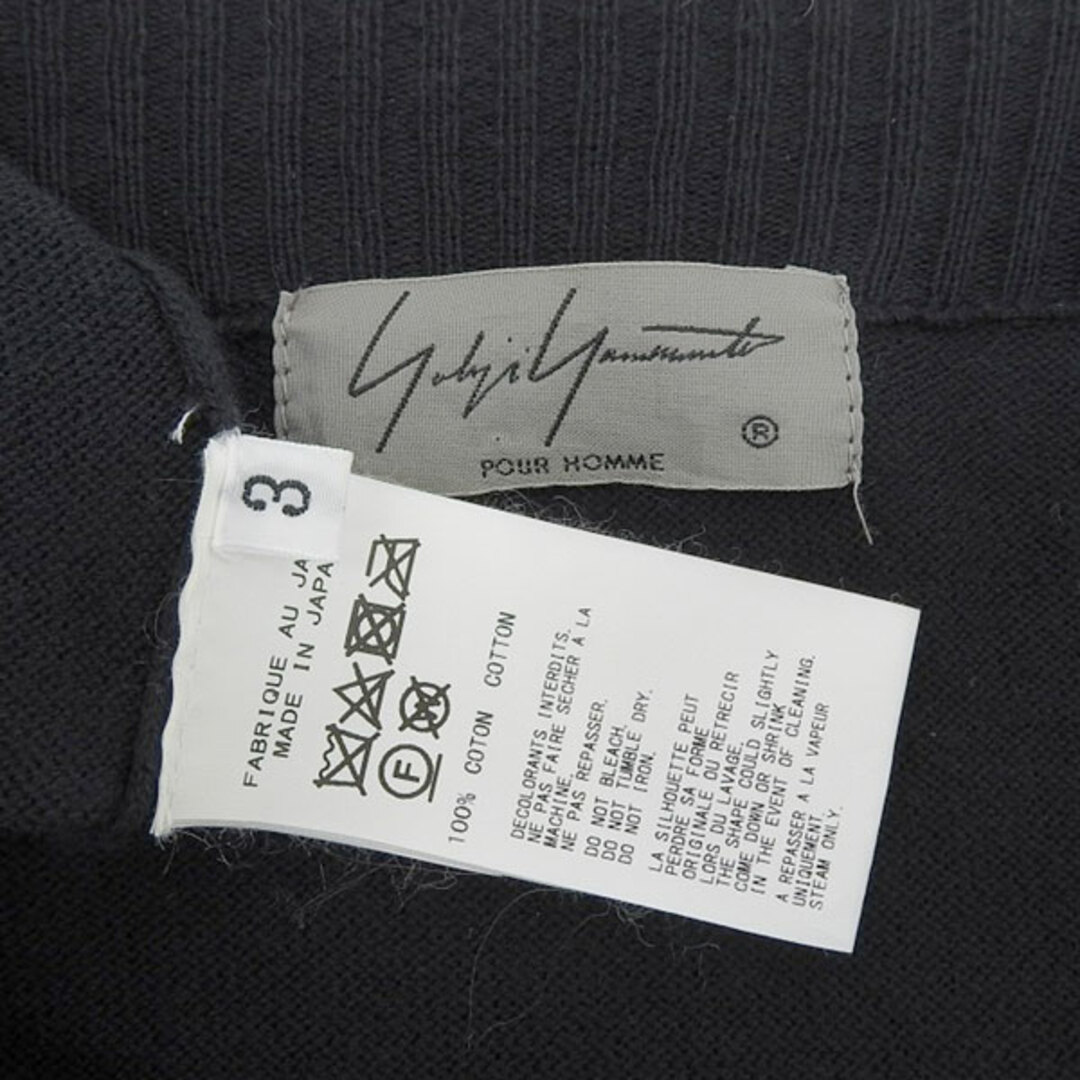 Yohji Yamamoto
®
POUR HOMME
3
FABRIQUE AU JA
MADE IN JAPA
F
W
100% COTON COTTON
DECOLORANTS INTERDITS.
NE PAS FAIRE SECHER A LA
MACHINE.
NE PAS REPASSER.
DO NOT BLEACH.
DO NOT TUMBLE DRY.
DO NOT IRON.
LA SILHOUETTE PEUT
PERDRE SA FORME
ORIGINALE OU RETRECIR
LORS DU LAVAGE.
THE SHAPE COULD SLIGHTLY
COME DOWN OR SHRINK
IN THE EVENT OF CLEANING.
A REPASSER A LA VAPEUR
UNIQUEMENT
STEAM ONLY.